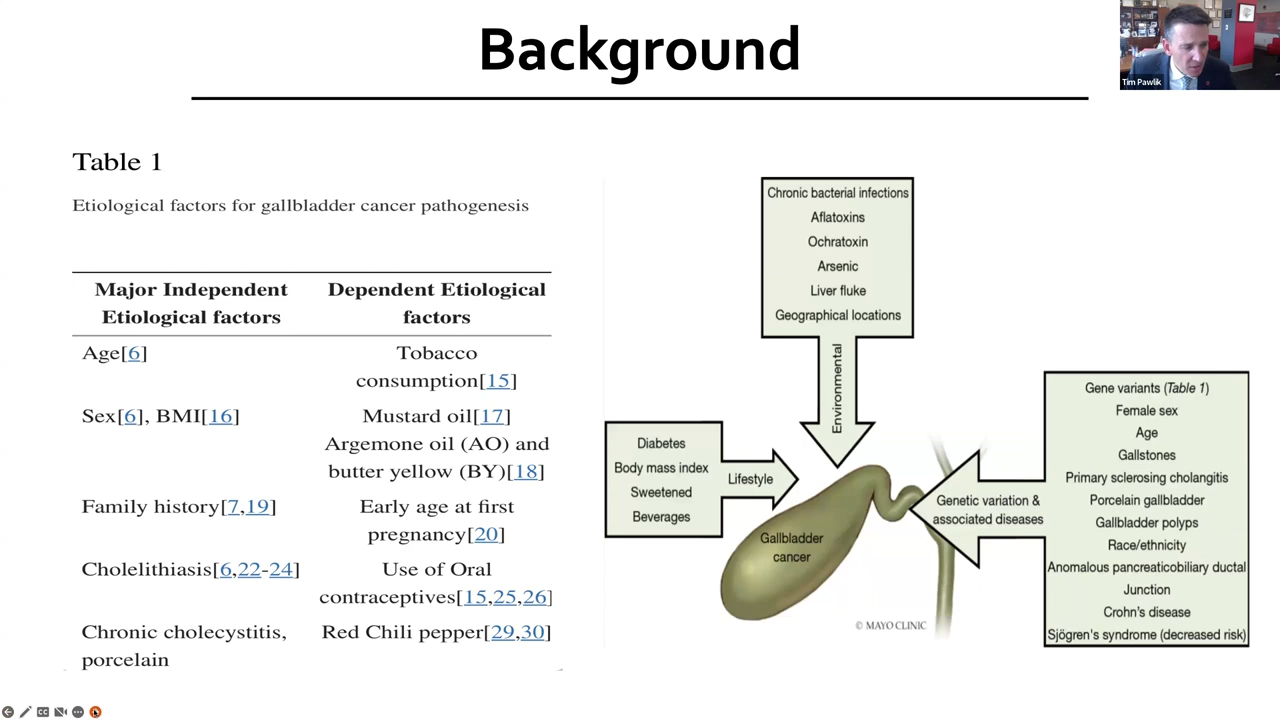 Background
Tim Pawlik
Table 1
Etiological factors for gallbladder cancer pathogenesis
Major Independent
Etiological factors
Dependent Etiological
factors
Age[6]
Tobacco
consumption[15]
Sex[6], BMI[16]
Mustard oil[17]
Argemone oil (AO) and
butter yellow (BY)[18]
Family history[7,19]
Early age at first
pregnancy[20]
Cholelithiasis[6,22-24]
Use of Oral
contraceptives[15,25,26]
Chronic cholecystitis,
porcelain
Red Chili pepper[29,30]
Chronic bacterial infections
Aflatoxins
Ochratoxin
Arsenic
Liver fluke
Geographical locations
Environmental
Diabetes
Body mass index
Sweetened
Beverages
Lifestyle
Gallbladder
cancer
Genetic variation &
associated diseases
Gene variants (Table 1)
Female sex
Age
Gallstones
Primary sclerosing cholangitis
Porcelain gallbladder
Gallbladder polyps
Race/ethnicity
Anomalous pancreaticobiliary ductal
Junction
Crohn's disease
Sjögren's syndrome (decreased risk)
© MAYO CLINIC
CC